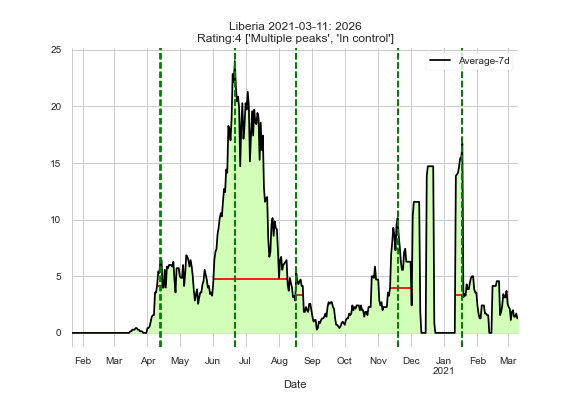 Liberia 2021-03-11: 2026
Rating:4 ['Multiple peaks', 'In control']
Average-7d
25
20
15
10
5
0
Feb Mar Apr May Jun Jul Aug Sep Oct Nov Dec Jan Feb Mar
2021
Date